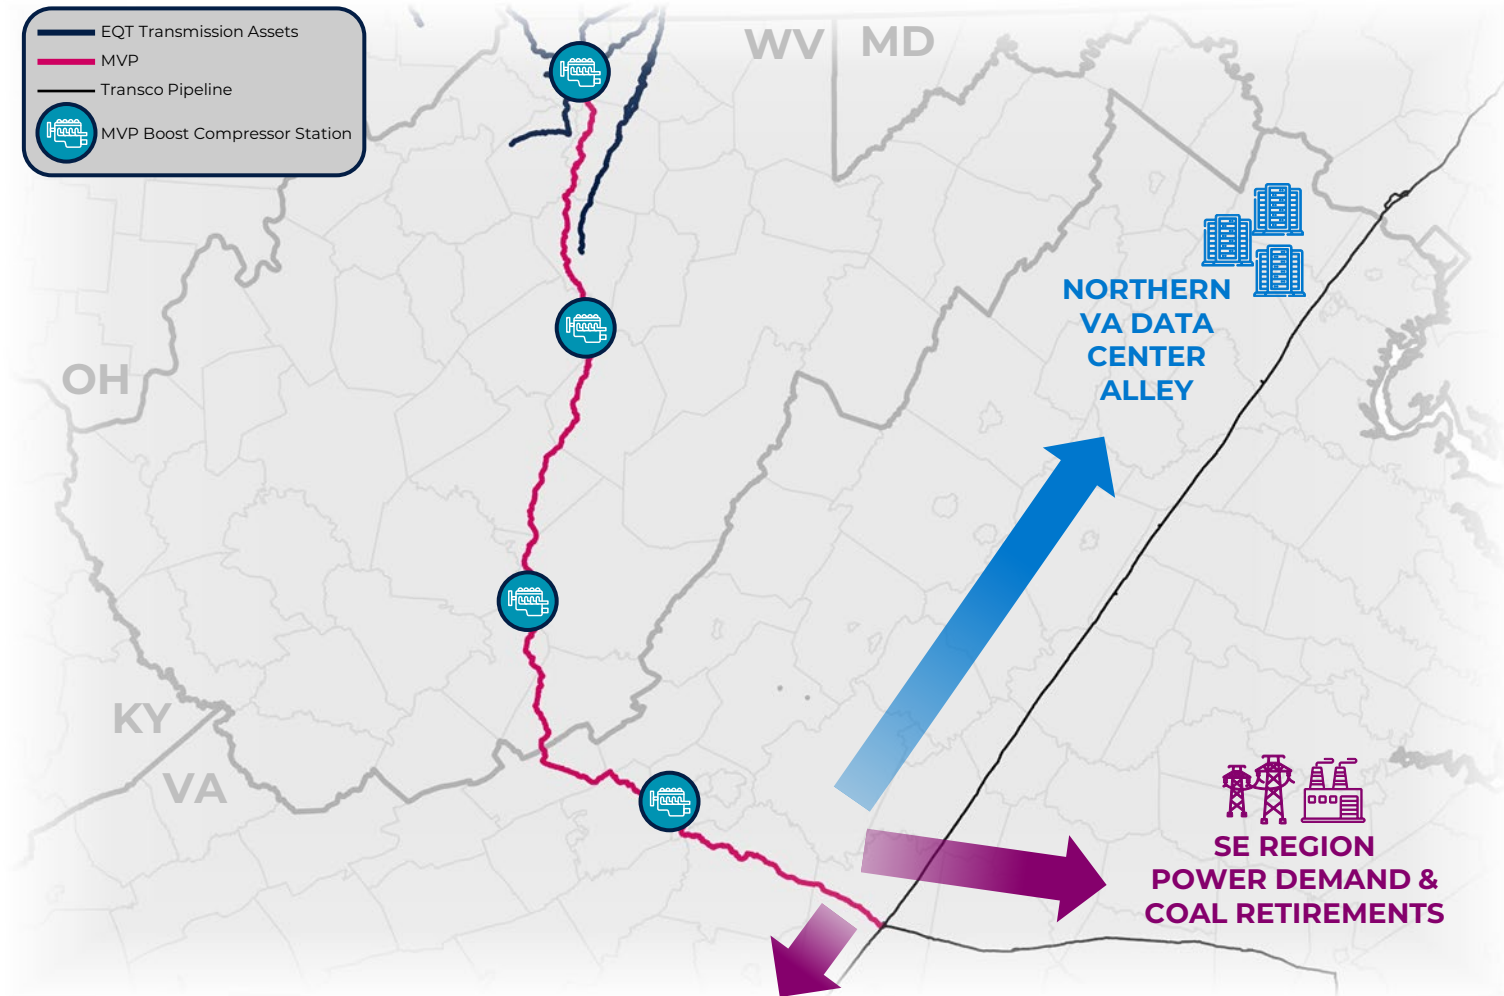 EQT Transmission Assets
MVP
Transco Pipeline
MVP Boost Compressor Station
WV
MD
OH
KY
VA
NORTHERN
VA DATA
CENTER
ALLEY
SE REGION
POWER DEMAND &
COAL RETIREMENTS